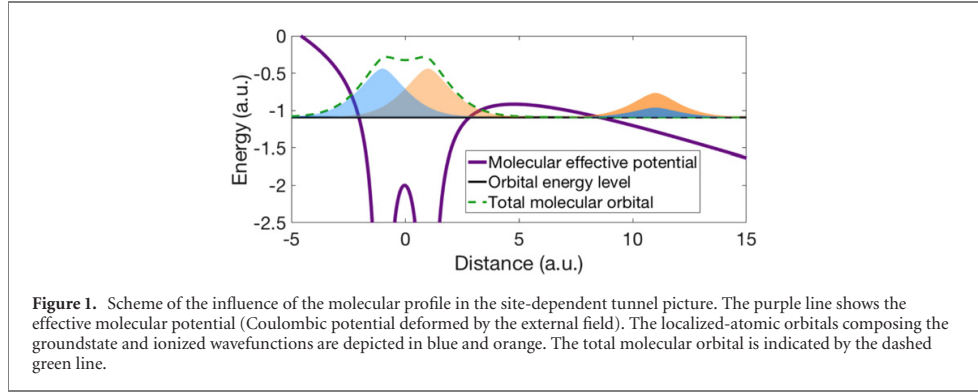 0
-0.5
-1
-1.5
-2
-2.5
Energy (a.u.)
Molecular effective potential
Orbital energy level
Total molecular orbital
-5
0
5
10
15
Distance (a.u.)
Figure 1. Scheme of the influence of the molecular profile in the site-dependent tunnel picture. The purple line shows the
effective molecular potential (Coulombic potential deformed by the external field). The localized-atomic orbitals composing the
groundstate and ionized wavefunctions are depicted in blue and orange. The total molecular orbital is indicated by the dashed
green line.